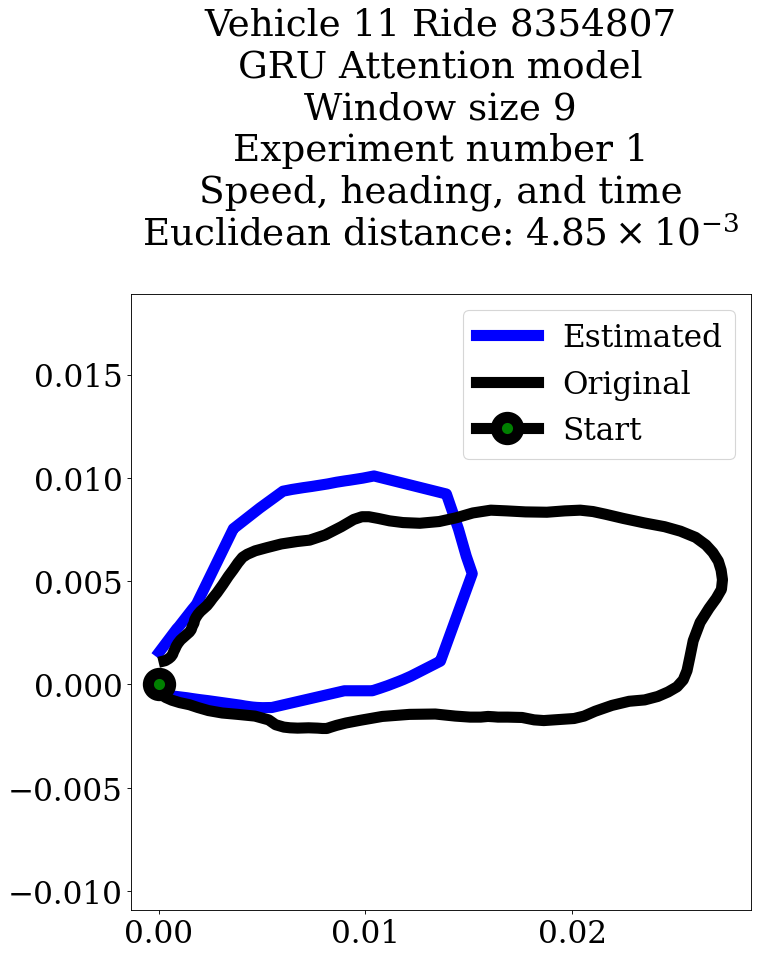 Vehicle 11 Ride 8354807
GRU Attention model
Window size 9
Experiment number 1
Speed, heading, and time
Euclidean distance: 4.85 × 10⁻³
Estimated
Original
Start
0.015
0.010
0.005
0.000
−0.005
−0.010
0.00 0.01 0.02